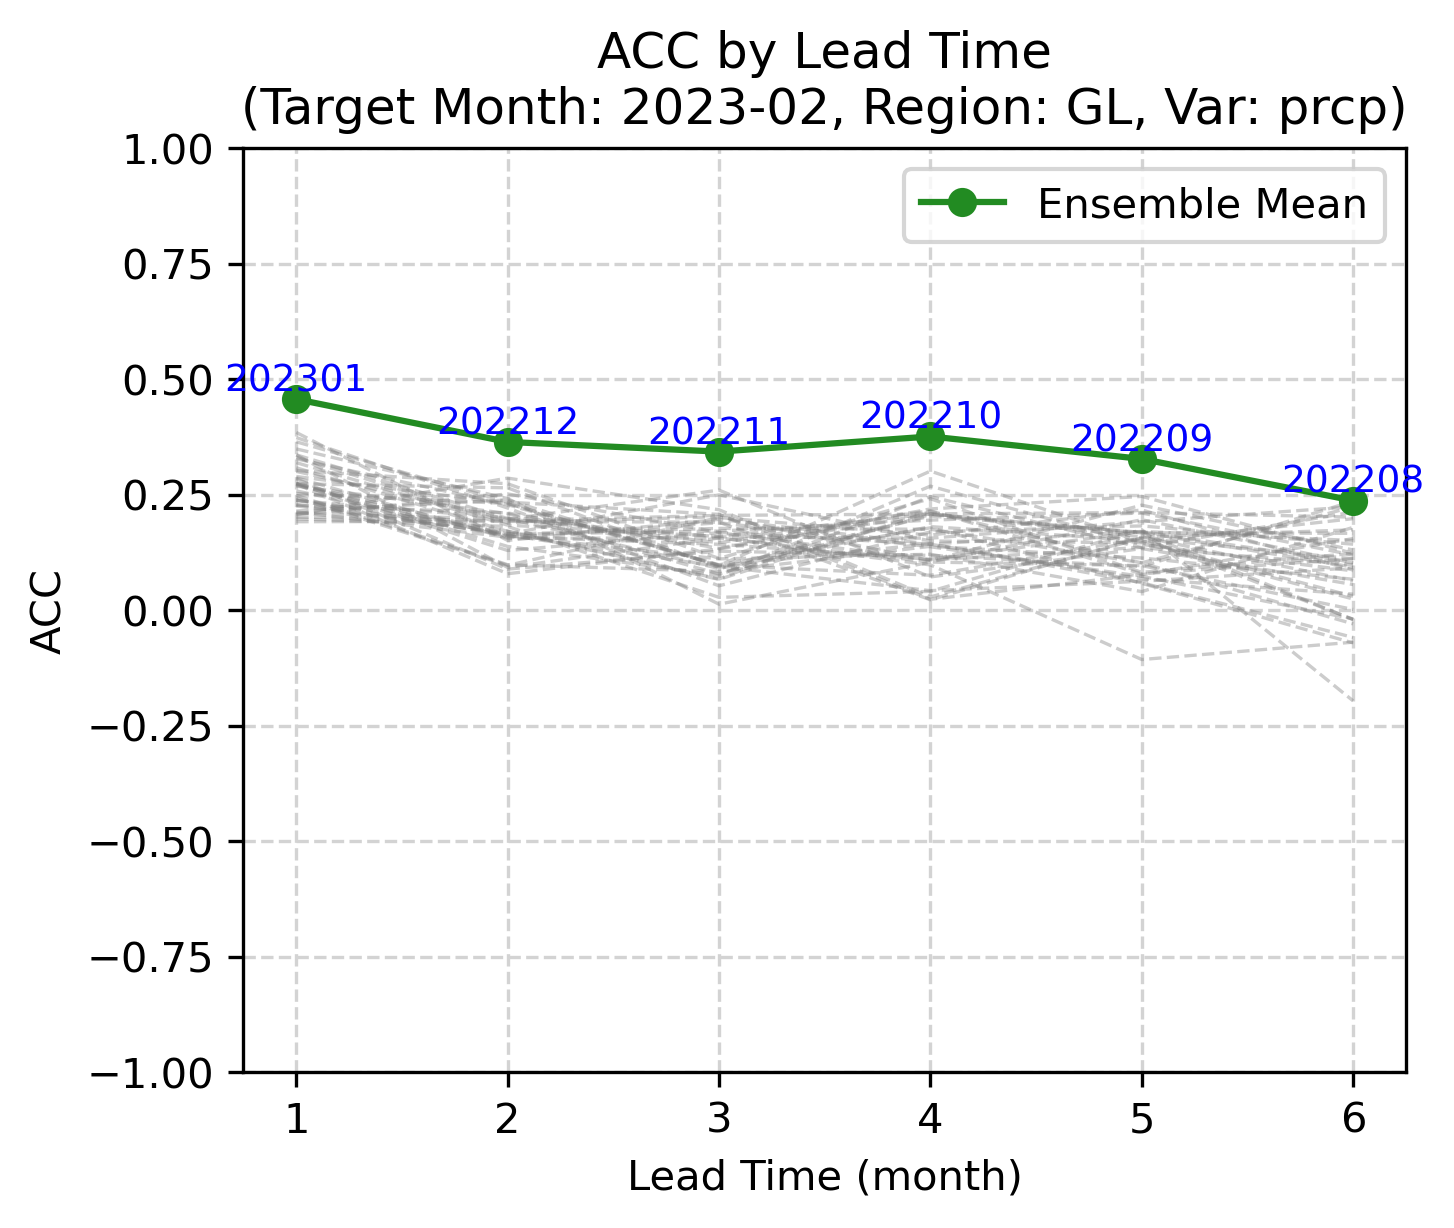 ACC by Lead Time
(Target Month: 2023-02, Region: GL, Var: prcp)
1.00
0.75
0.50
0.25
0.00
−0.25
−0.50
−0.75
−1.00
ACC
Ensemble Mean
202301
202212
202211
202210
202209
202208
1 2 3 4 5 6
Lead Time (month)